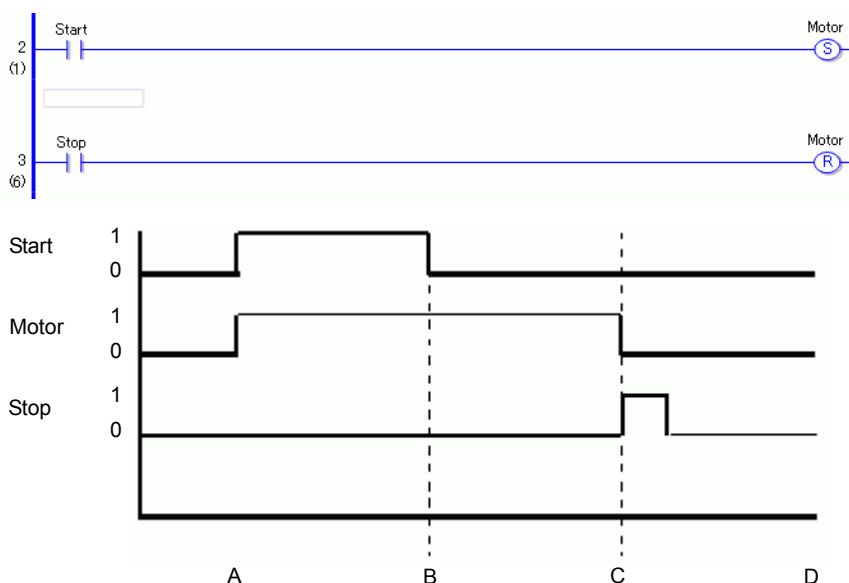 Start Motor
2 S
(1)
Stop Motor
3 R
(6)
Start 1
0
Motor 1
0
Stop 1
0
A B C D